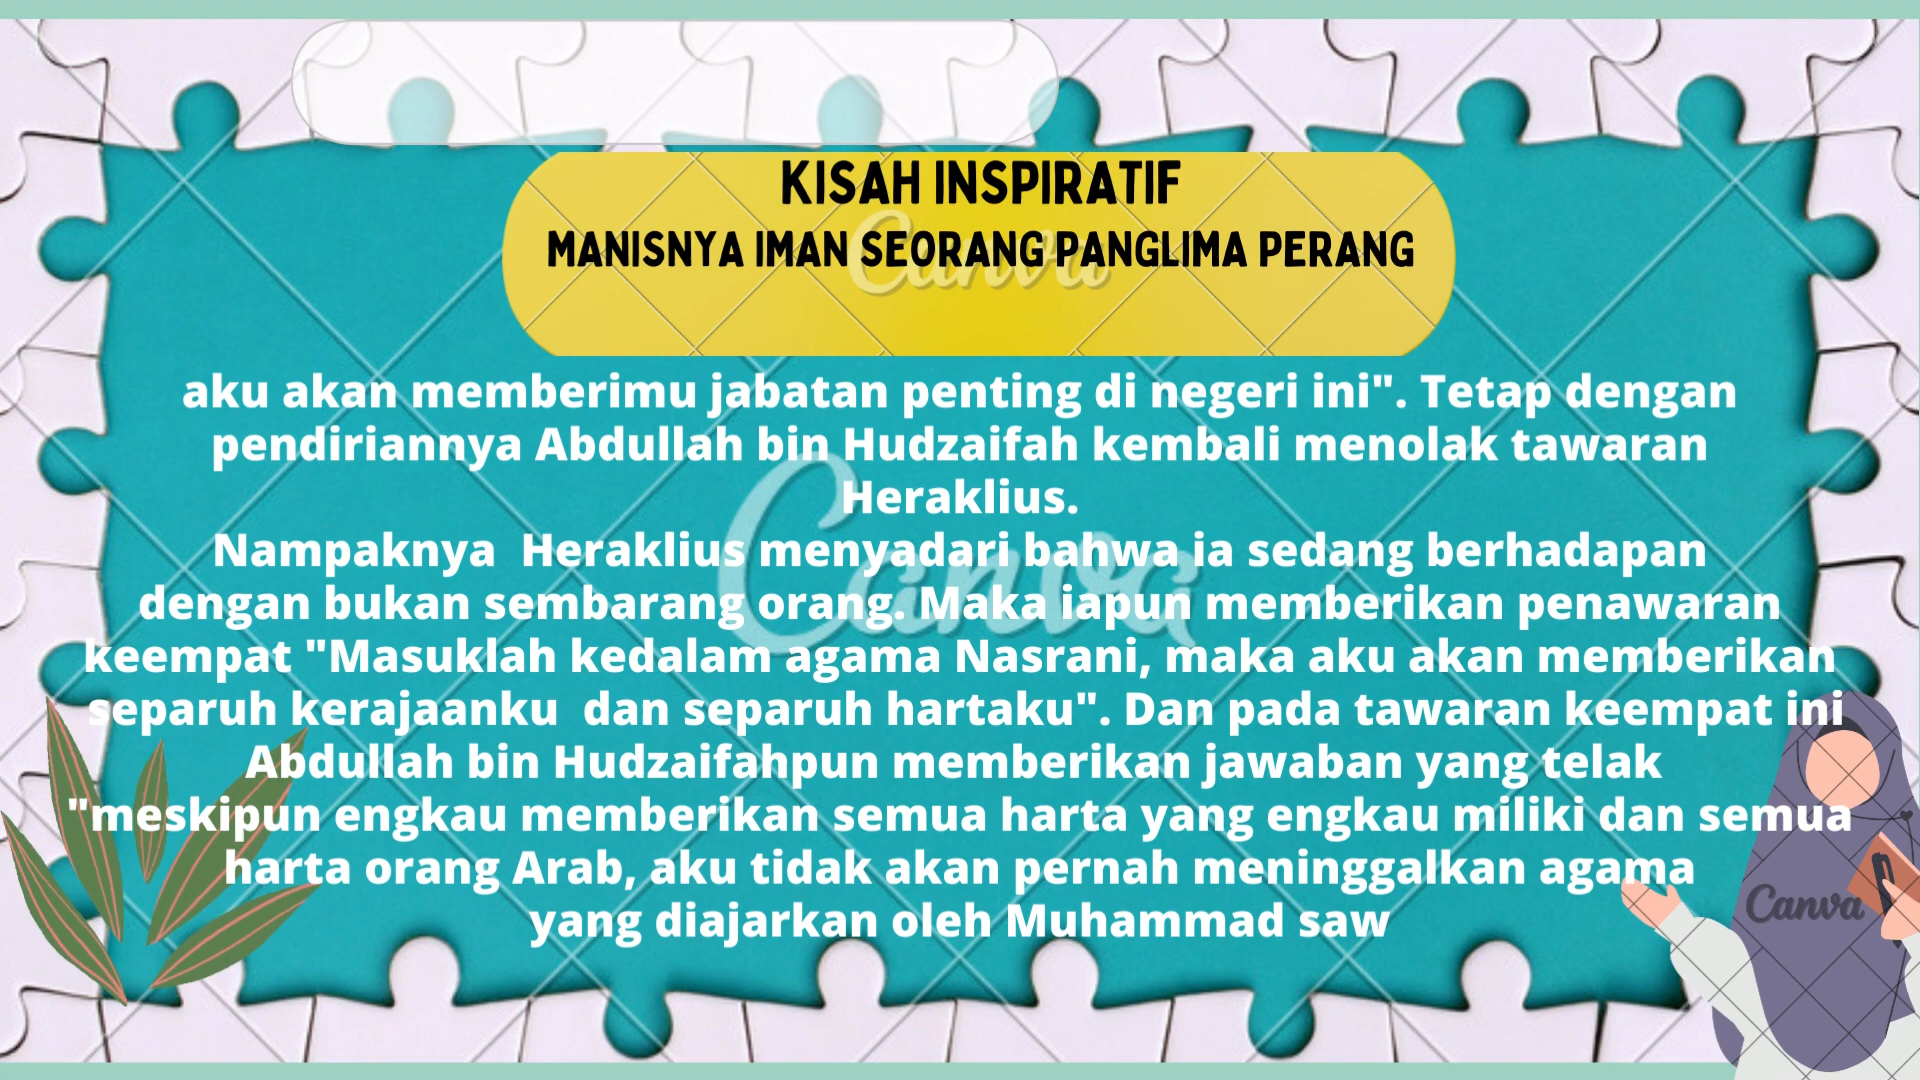 KISAH INSPIRATIF
MANISNYA IMAN SEORANG PANGLIMA PERANG
Canva
aku akan memberimu jabatan penting di negeri ini". Tetap dengan
pendiriannya Abdullah bin Hudzaifah kembali menolak tawaran
Heraklius.
Nampaknya  Heraklius menyadari bahwa ia sedang berhadapan
dengan bukan sembarang orang. Maka iapun memberikan penawaran
Canva
keempat "Masuklah kedalam agama Nasrani, maka aku akan memberikan
separuh kerajaanku  dan separuh hartaku". Dan pada tawaran keempat ini
Abdullah bin Hudzaifahpun memberikan jawaban yang telak
"meskipun engkau memberikan semua harta yang engkau miliki dan semua
harta orang Arab, aku tidak akan pernah meninggalkan agama
yang diajarkan oleh Muhammad saw
Canva